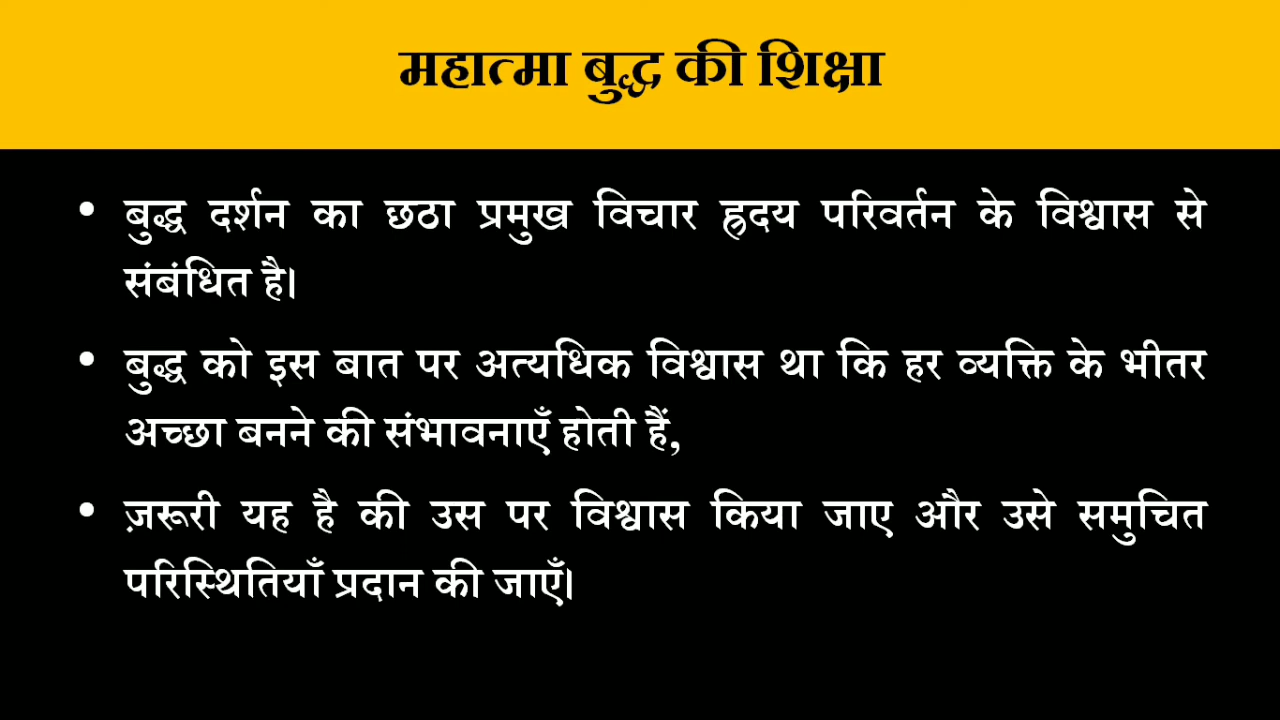 महात्मा बुद्ध की शिक्षा
• बुद्ध दर्शन का छठा प्रमुख विचार ह्रदय परिवर्तन के विश्वास से
संबंधित है।
• बुद्ध को इस बात पर अत्यधिक विश्वास था कि हर व्यक्ति के भीतर
अच्छा बनने की संभावनाएँ होती हैं,
• ज़रूरी यह है की उस पर विश्वास किया जाए और उसे समुचित
परिस्थितियाँ प्रदान की जाएँ।